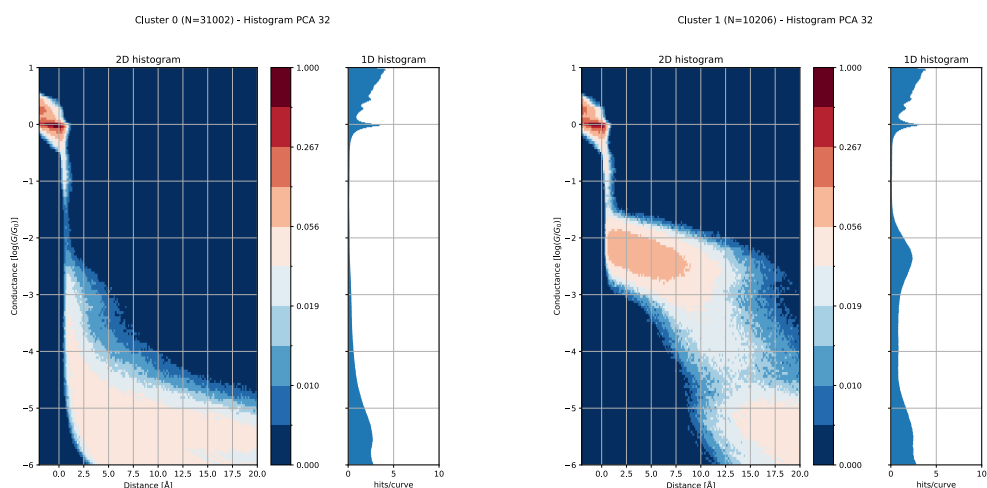 Cluster 0 (N=31002) - Histogram PCA 32
2D histogram
1D histogram
Conductance [log(G/G₀)]
1
0
−1
−2
−3
−4
−5
−6
0.0 2.5 5.0 7.5 10.0 12.5 15.0 17.5 20.0
Distance [Å]
1.000
0.267
0.056
0.019
0.010
0.000
0 5 10
hits/curve
Cluster 1 (N=10206) - Histogram PCA 32
2D histogram
1D histogram
Conductance [log(G/G₀)]
1
0
−1
−2
−3
−4
−5
−6
0.0 2.5 5.0 7.5 10.0 12.5 15.0 17.5 20.0
Distance [Å]
1.000
0.267
0.056
0.019
0.010
0.000
0 5 10
hits/curve